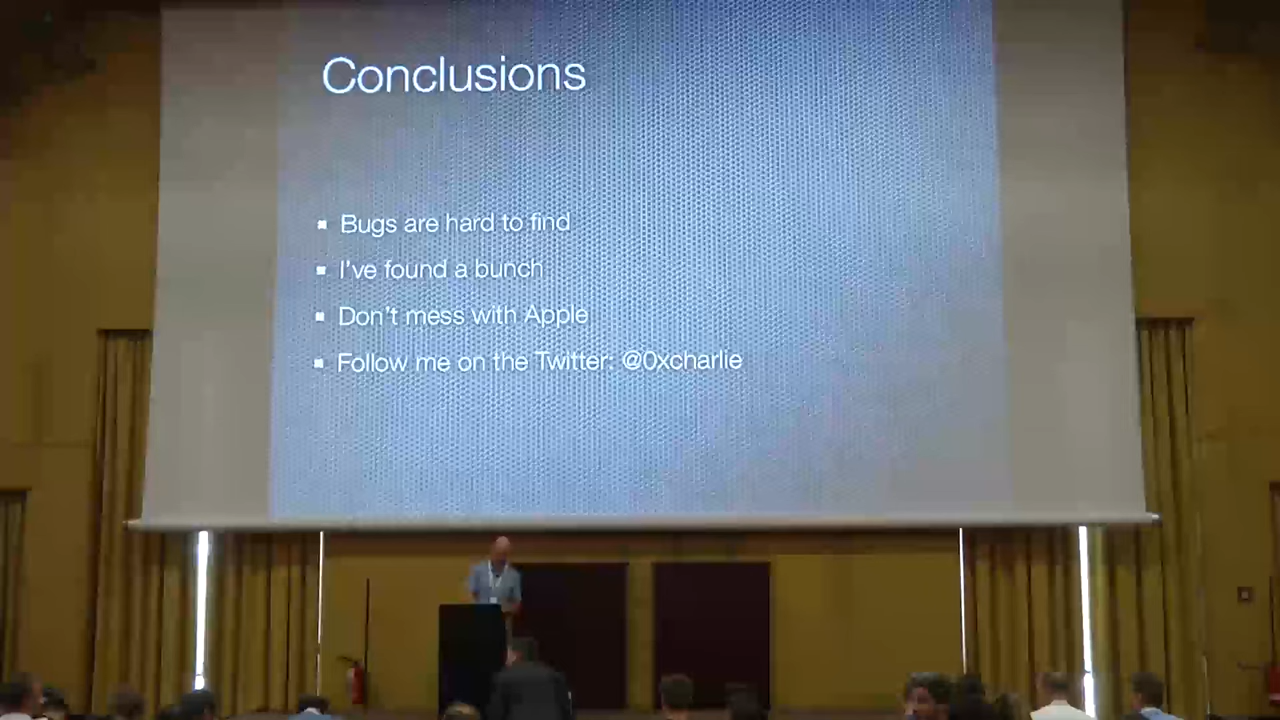 Conclusions
Bugs are hard to find
I've found a bunch
Don't mess with Apple
Follow me on the Twitter: @0xcharlie